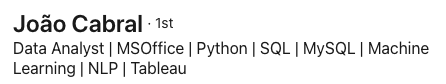 João Cabral · 1st
Data Analyst | MSOffice | Python | SQL | MySQL | Machine
Learning | NLP | Tableau